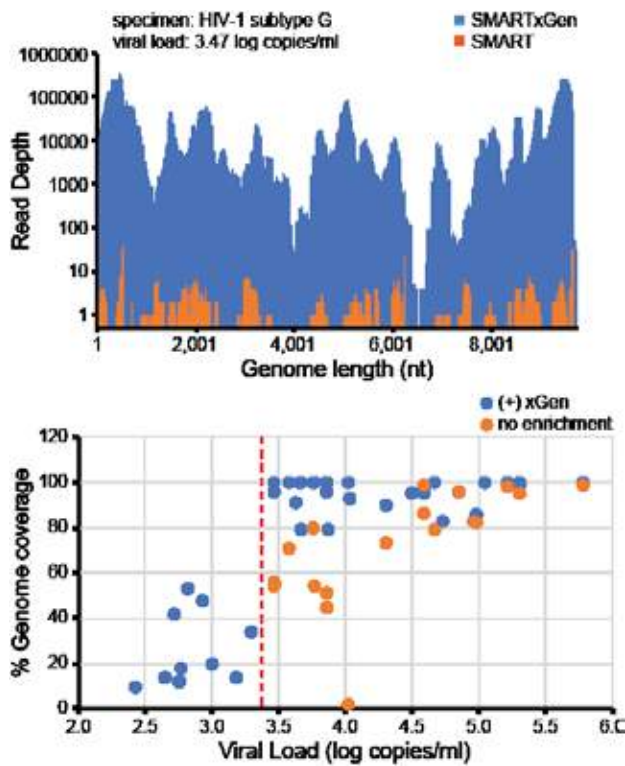 specimen: HIV-1 subtype G
viral load: 3.47 log copies/ml
SMARTxGen
SMART
1000000
100000
10000
1000
100
10
1
Read Depth
1 2,001 4,001 6,001 8,001
Genome length (nt)
(+) xGen
no enrichment
120
100
80
60
40
20
0
% Genome coverage
2.0 2.5 3.0 3.5 4.0 4.5 5.0 5.5 6.0
Viral Load (log copies/ml)